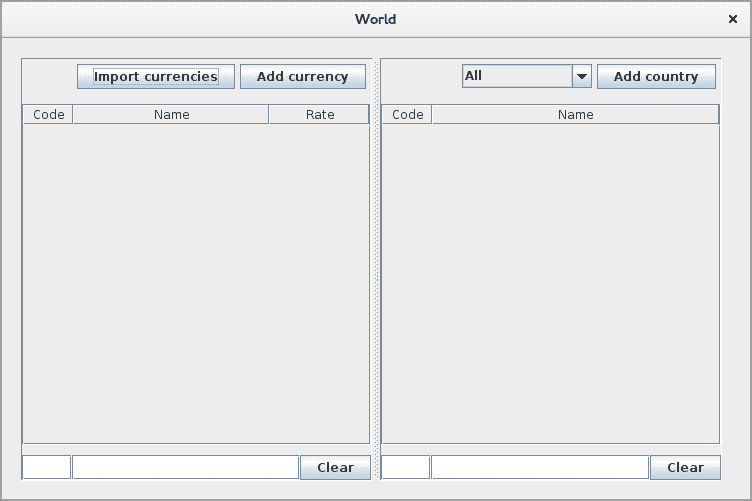 World
Import currencies Add currency
All Add country
Code Name Rate
Code Name
Clear
Clear